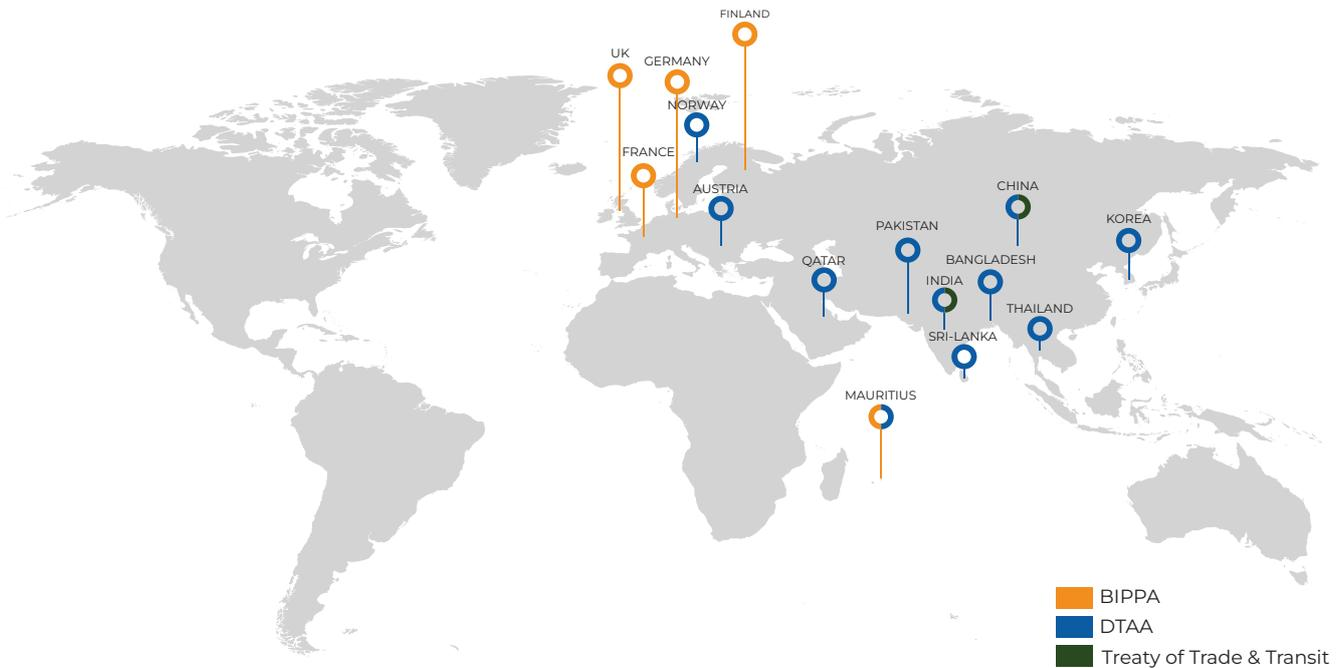 FINLAND
UK
GERMANY
NORWAY
FRANCE
AUSTRIA
CHINA
KOREA
PAKISTAN
QATAR
BANGLADESH
INDIA
THAILAND
SRI-LANKA
MAURITIUS
BIPPA
DTAA
Treaty of Trade & Transit